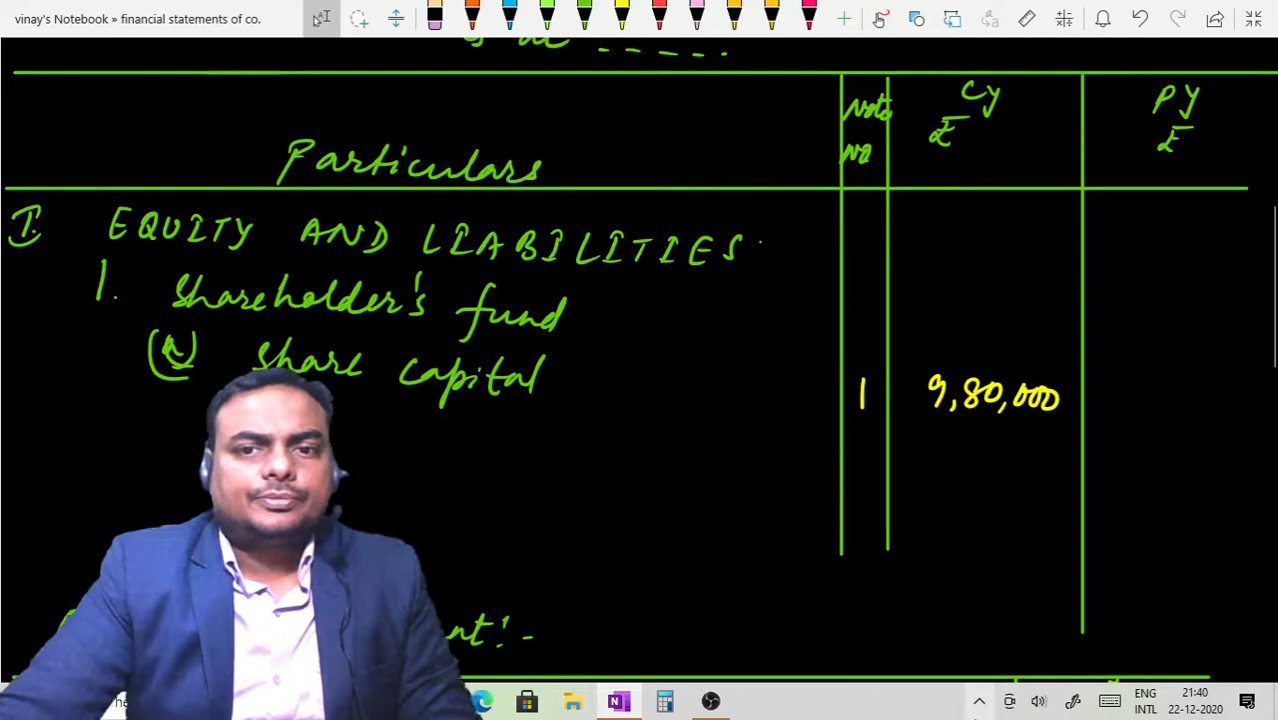 vinay's Notebook » financial statements of co.
Particulars
Note
No
CY
₹
PY
₹
I. EQUITY AND LIABILITIES
1. Shareholder's fund
(a) Share capital
1 9,80,000
nt:-
ENG
INTL
21:40
22-12-2020